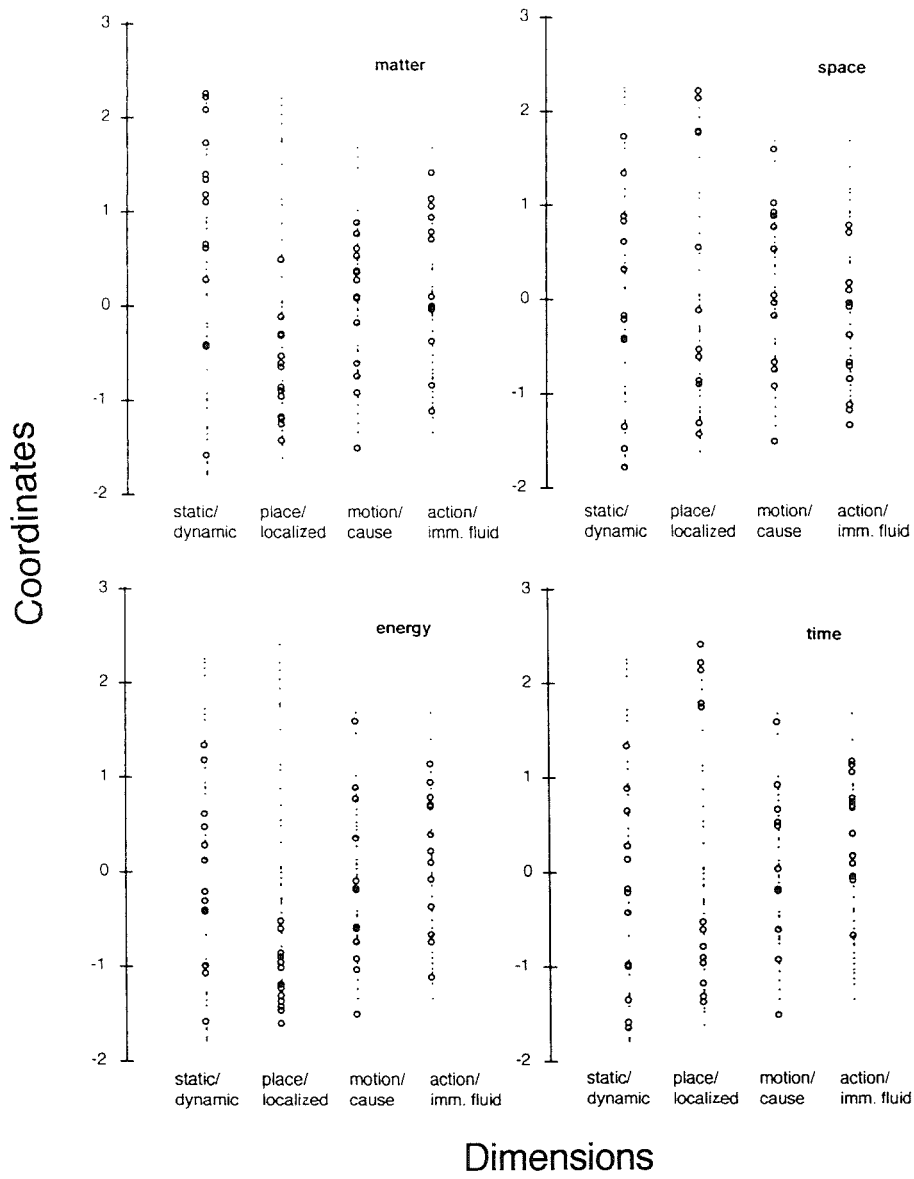 Coordinates
3
2
1
0
-1
-2
matter
static/ place/ motion/ action/
dynamic localized cause imm. fluid
3
2
1
0
-1
-2
space
static/ place/ motion/ action/
dynamic localized cause imm. fluid
3
2
1
0
-1
-2
energy
static/ place/ motion/ action/
dynamic localized cause imm. fluid
3
2
1
0
-1
-2
time
static/ place/ motion/ action/
dynamic localized cause imm. fluid
Dimensions